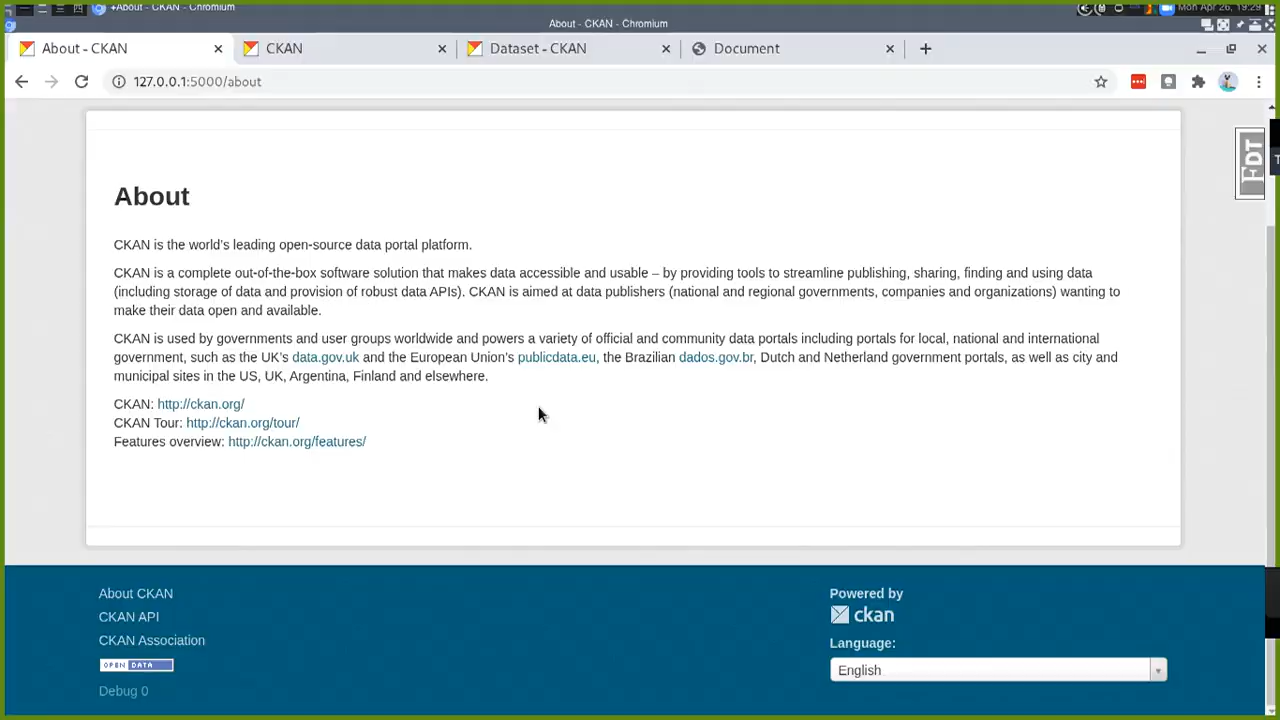 +About - CKAN - Chromium
Mon Apr 26, 19:29
About - CKAN - Chromium
About - CKAN
CKAN
Dataset - CKAN
Document
127.0.0.1:5000/about
FDT
About
CKAN is the world's leading open-source data portal platform.
CKAN is a complete out-of-the-box software solution that makes data accessible and usable – by providing tools to streamline publishing, sharing, finding and using data
(including storage of data and provision of robust data APIs). CKAN is aimed at data publishers (national and regional governments, companies and organizations) wanting to
make their data open and available.
CKAN is used by governments and user groups worldwide and powers a variety of official and community data portals including portals for local, national and international
government, such as the UK's data.gov.uk and the European Union's publicdata.eu, the Brazilian dados.gov.br, Dutch and Netherland government portals, as well as city and
municipal sites in the US, UK, Argentina, Finland and elsewhere.
CKAN: http://ckan.org/
CKAN Tour: http://ckan.org/tour/
Features overview: http://ckan.org/features/
About CKAN
CKAN API
CKAN Association
OPEN DATA
Debug 0
Powered by
ckan
Language:
English